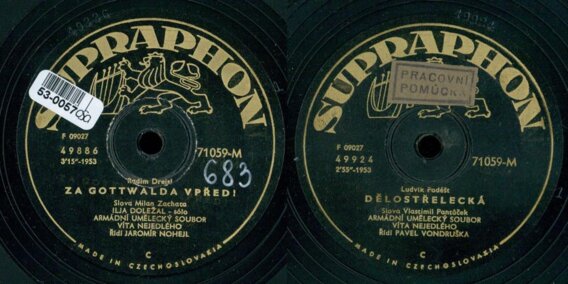 SUPRAPHON
53-00570
F 09027
49886
3'15"-1953
71059-M
683
Radim Drejsl
ZA GOTTWALDA VPŘED!
Slova Milan Zachata
ILJA DOLEŽAL - sólo
ARMÁDNÍ UMĚLECKÝ SOUBOR
VÍTA NEJEDLÉHO
Řídí JAROMÍR NOHEJL
C
MADE IN CZECHOSLOVAKIA
SUPRAPHON
PRACOVNÍ
POMŮCKA
F 09027
49924
2'55"-1953
71059-M
Ludvík Podéšť
DĚLOSTŘELECKÁ
Slova Vlastimil Pantůček
ARMÁDNÍ UMĚLECKÝ SOUBOR
VÍTA NEJEDLÉHO
Řídí PAVEL VONDRUŠKA
C
MADE IN CZECHOSLOVAKIA